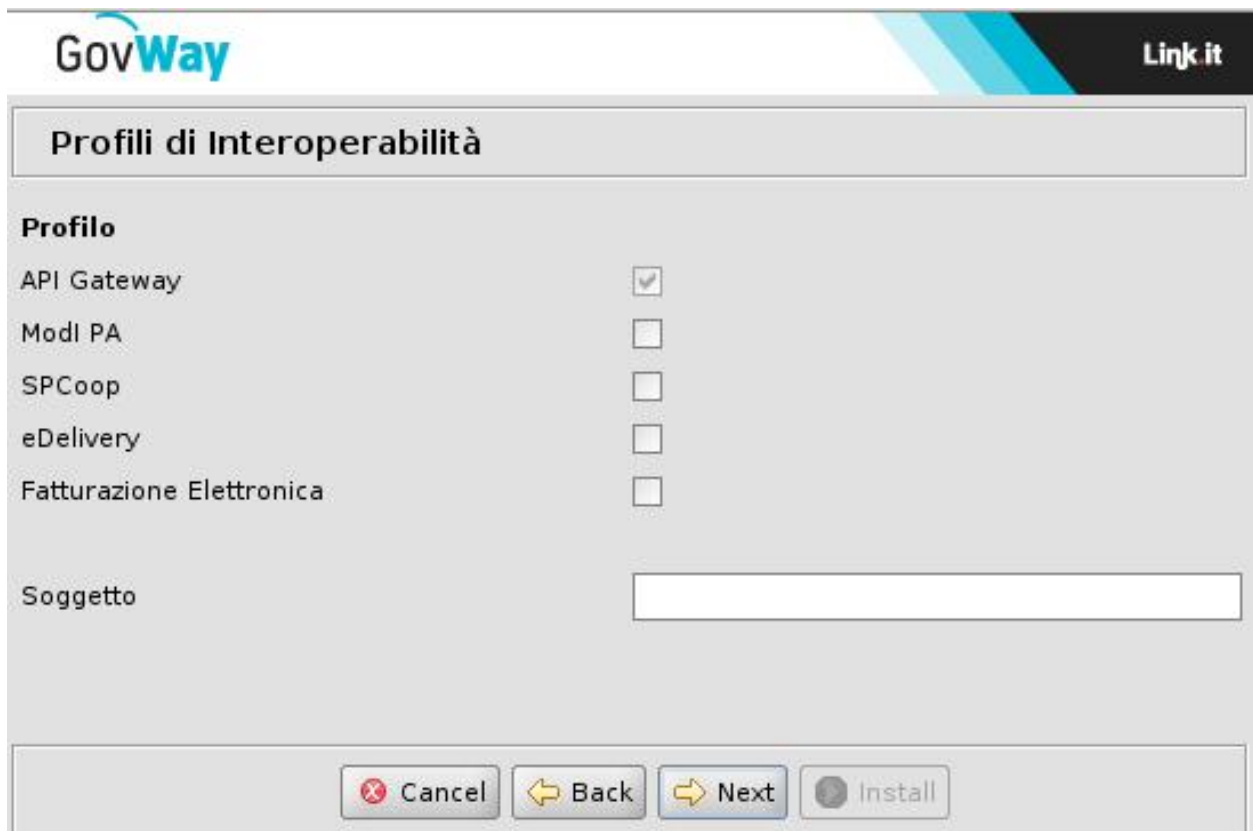 GovWay
Link.it
Profili di Interoperabilità
Profilo
API Gateway
ModI PA
SPCoop
eDelivery
Fatturazione Elettronica
Soggetto
Cancel
Back
Next
Install